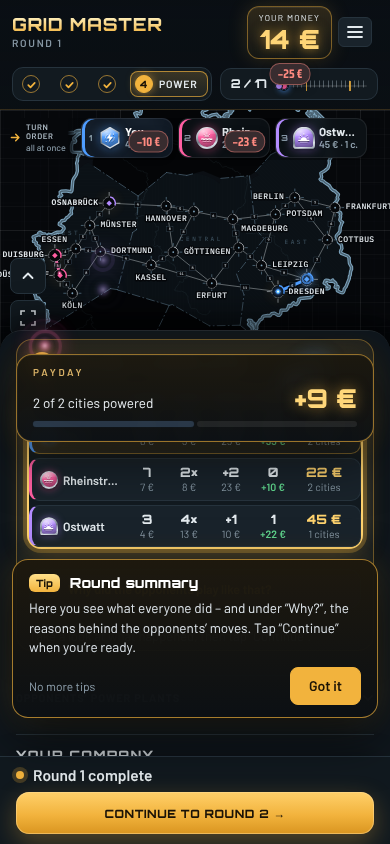 GRID MASTER
ROUND 1
YOUR MONEY
14 €
4 POWER
2 / 17
-25 €
TURN ORDER
all at once
1
-10 €
2
-23 €
3 Ostw...
45 € · 1 c.
OSNABRÜCK
BERLIN
FRANKFURT
HANNOVER
POTSDAM
MÜNSTER
MAGDEBURG
ESSEN
CENTRAL
EAST
COTTBUS
DUISBURG
DORTMUND
GÖTTINGEN
KASSEL
LEIPZIG
ERFURT
DRESDEN
KÖLN
PAYDAY
2 of 2 cities powered
+9 €
Rheinstr... 7 2x +2 0 22 €
7 € 8 € 23 € +10 € 2 cities
Ostwatt 3 4x +1 1 45 €
4 € 13 € 10 € +22 € 1 cities
Tip Round summary
Here you see what everyone did – and under “Why?”, the
reasons behind the opponents’ moves. Tap “Continue”
when you’re ready.
No more tips
Got it
YOUR COMPANY
Round 1 complete
CONTINUE TO ROUND 2 →